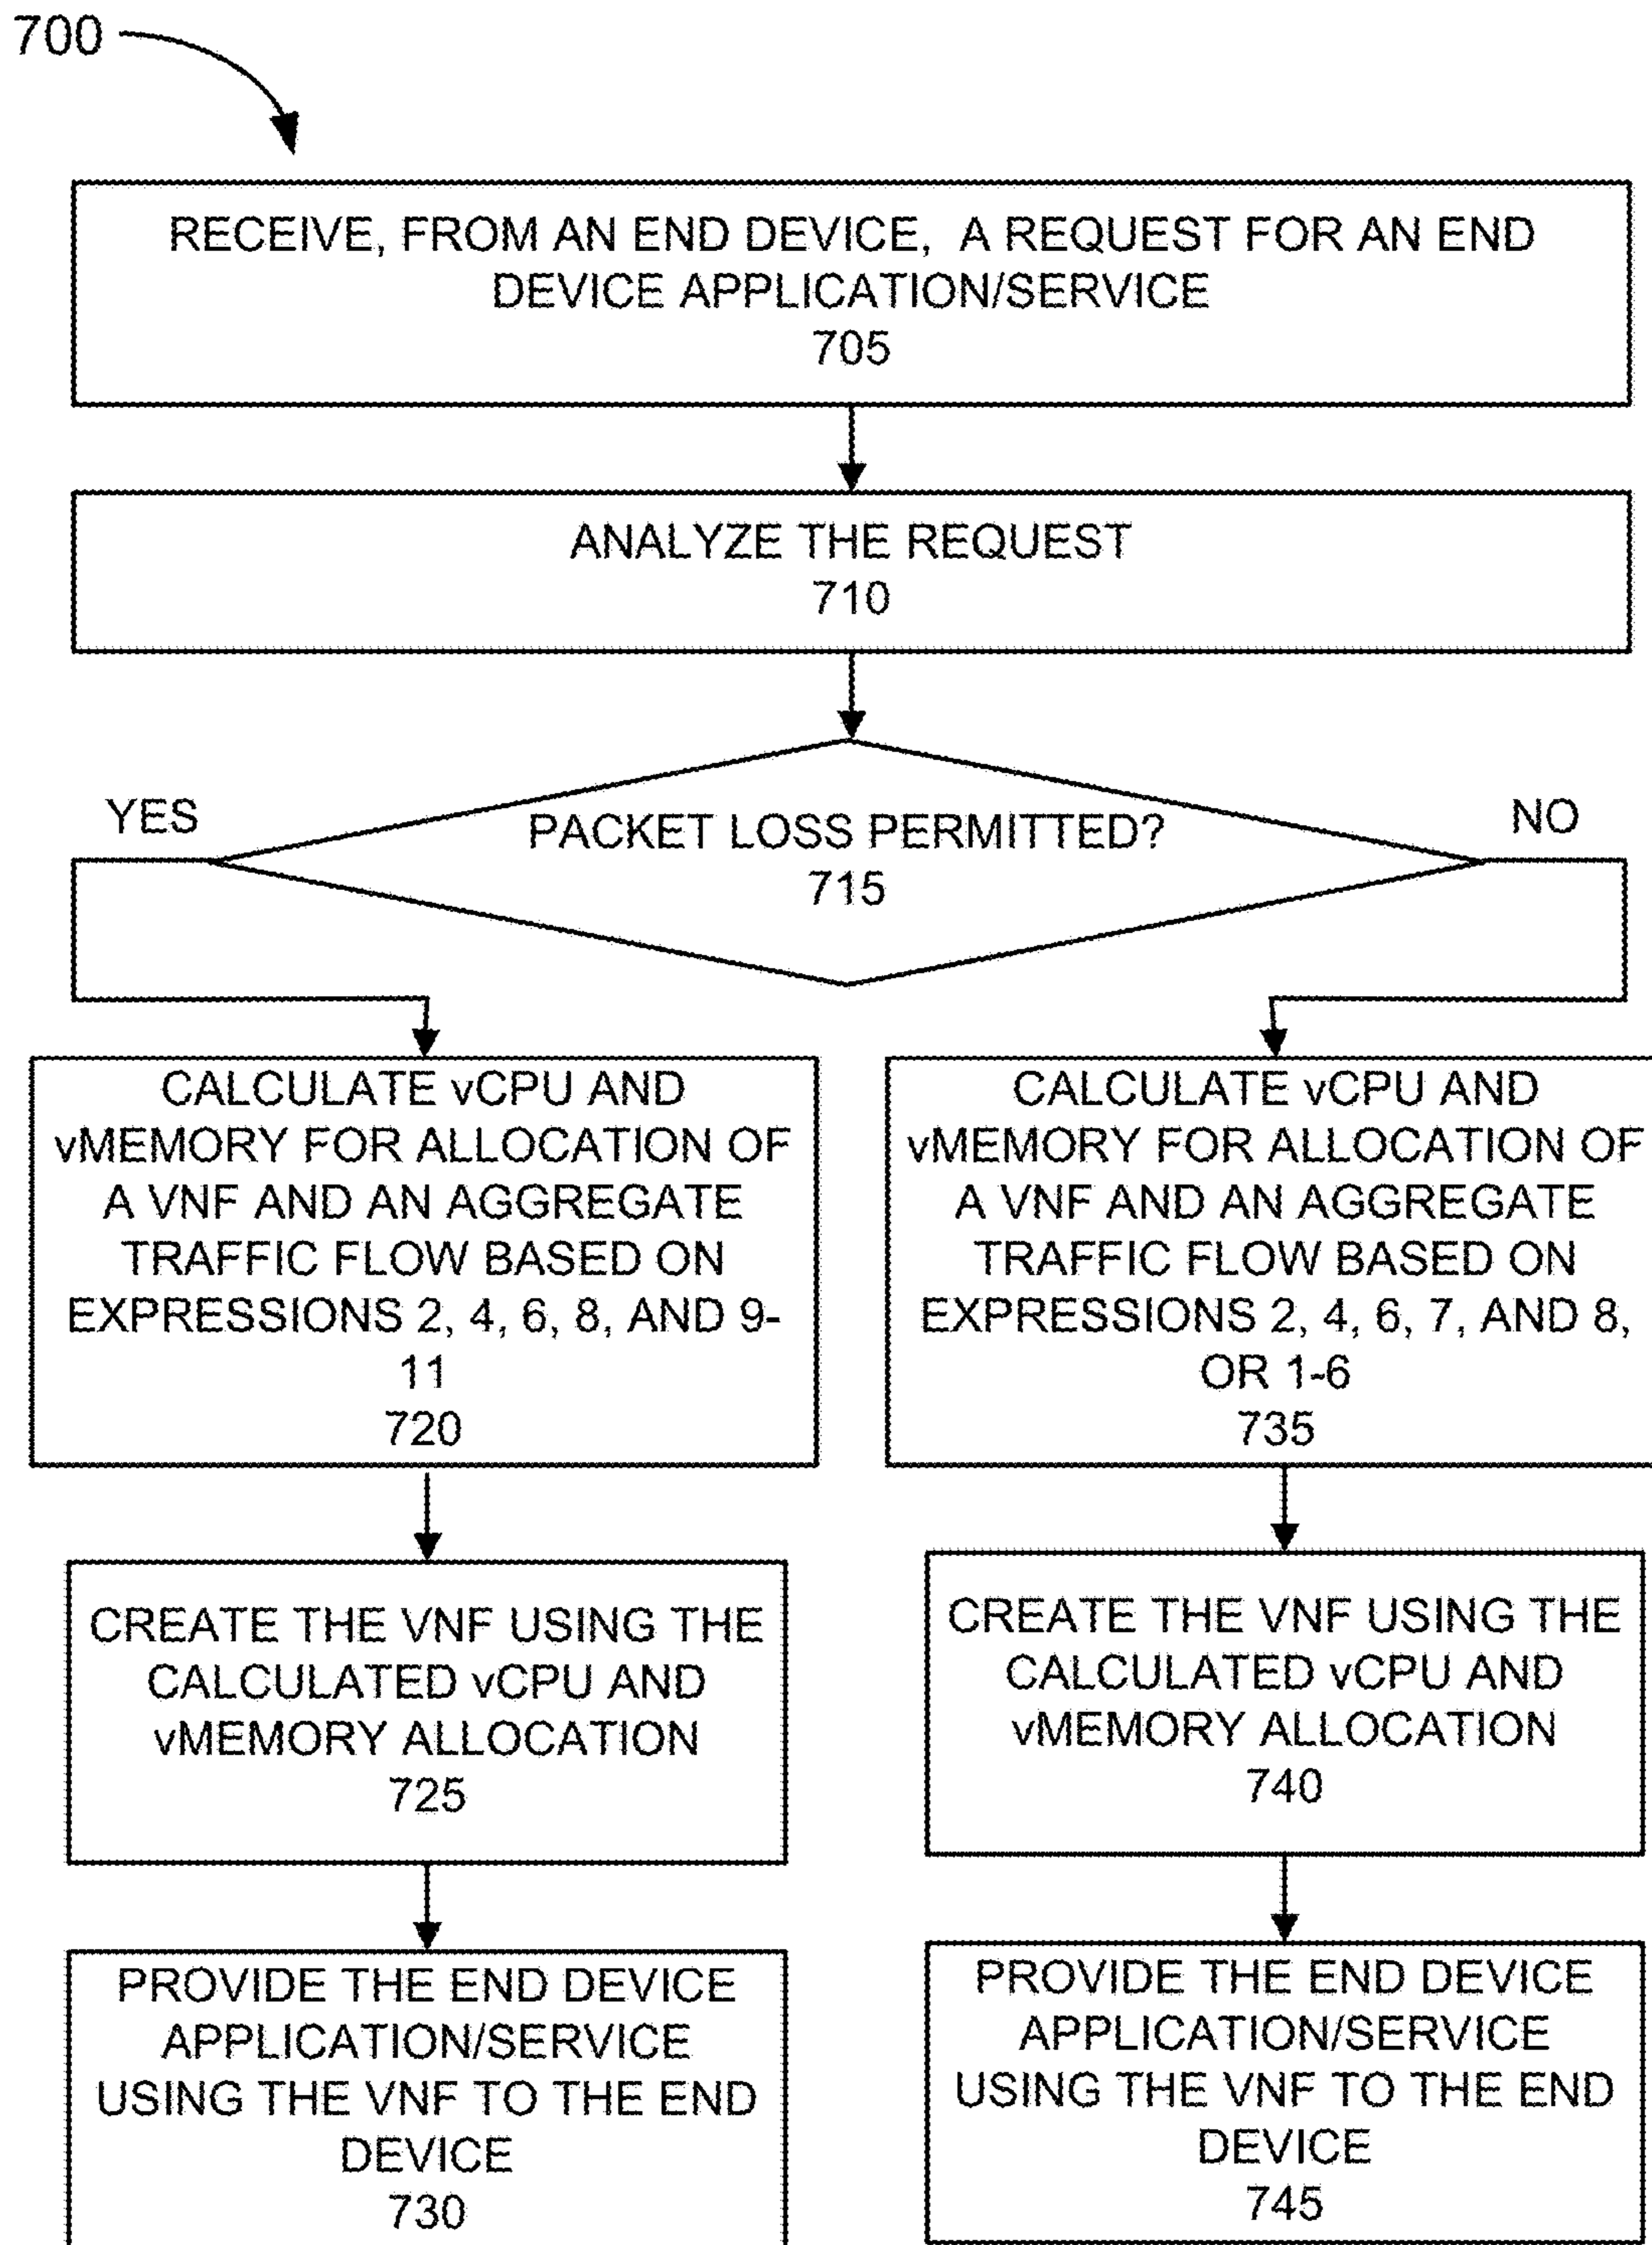 700
RECEIVE, FROM AN END DEVICE, A REQUEST FOR AN END
DEVICE APPLICATION/SERVICE
705
ANALYZE THE REQUEST
710
YES
PACKET LOSS PERMITTED?
715
NO
CALCULATE vCPU AND
vMEMORY FOR ALLOCATION OF
A VNF AND AN AGGREGATE
TRAFFIC FLOW BASED ON
EXPRESSIONS 2, 4, 6, 8, AND 9-
11
720
CALCULATE vCPU AND
vMEMORY FOR ALLOCATION OF
A VNF AND AN AGGREGATE
TRAFFIC FLOW BASED ON
EXPRESSIONS 2, 4, 6, 7, AND 8,
OR 1-6
735
CREATE THE VNF USING THE
CALCULATED vCPU AND
vMEMORY ALLOCATION
725
CREATE THE VNF USING THE
CALCULATED vCPU AND
vMEMORY ALLOCATION
740
PROVIDE THE END DEVICE
APPLICATION/SERVICE
USING THE VNF TO THE END
DEVICE
730
PROVIDE THE END DEVICE
APPLICATION/SERVICE
USING THE VNF TO THE END
DEVICE
745